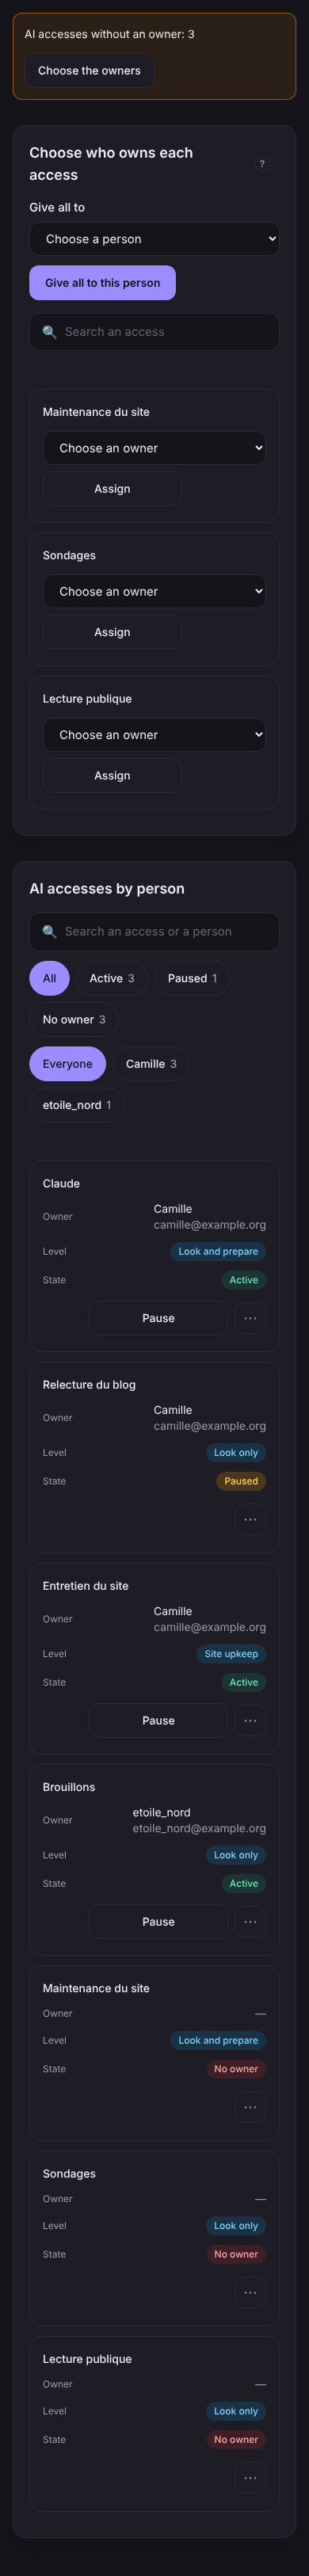 AI accesses without an owner: 3
Choose the owners
Choose who owns each
access
?
Give all to
Choose a person
Give all to this person
Search an access
Maintenance du site
Choose an owner
Assign
Sondages
Choose an owner
Assign
Lecture publique
Choose an owner
Assign
AI accesses by person
Search an access or a person
All Active 3 Paused 1
No owner 3
Everyone Camille 3
etoile_nord 1
Claude
Owner Camille
camille@example.org
Level Look and prepare
State Active
Pause ...
Relecture du blog
Owner Camille
camille@example.org
Level Look only
State Paused
...
Entretien du site
Owner Camille
camille@example.org
Level Site upkeep
State Active
Pause ...
Brouillons
Owner etoile_nord
etoile_nord@example.org
Level Look only
State Active
Pause ...
Maintenance du site
Owner —
Level Look and prepare
State No owner
...
Sondages
Owner —
Level Look only
State No owner
...
Lecture publique
Owner —
Level Look only
State No owner
...